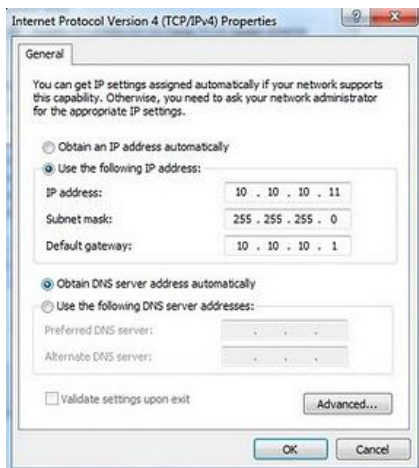 Internet Protocol Version 4 (TCP/IPv4) Properties
General
You can get IP settings assigned automatically if your network supports
this capability. Otherwise, you need to ask your network administrator
for the appropriate IP settings.
Obtain an IP address automatically
Use the following IP address:
IP address: 10 . 10 . 10 . 11
Subnet mask: 255 . 255 . 255 . 0
Default gateway: 10 . 10 . 10 . 1
Obtain DNS server address automatically
Use the following DNS server addresses:
Preferred DNS server: . . .
Alternate DNS server: . . .
Validate settings upon exit
Advanced...
OK Cancel